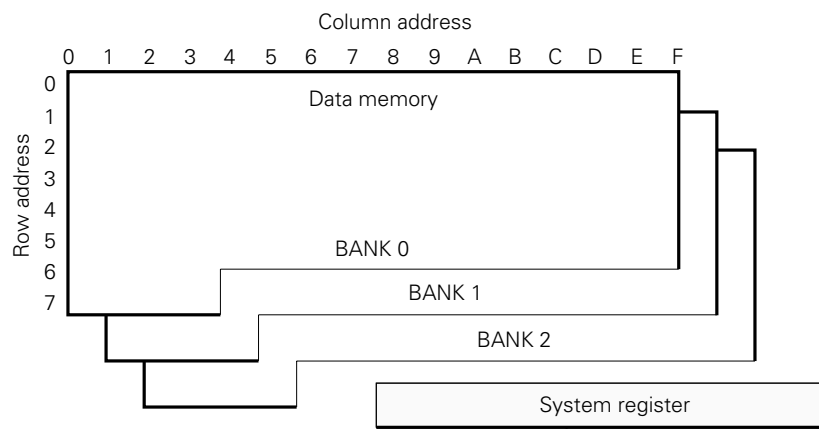 Column address
0 1 2 3 4 5 6 7 8 9 A B C D E F
Data memory
Row address
0
1
2
3
4
5
6
7
BANK 0
BANK 1
BANK 2
System register